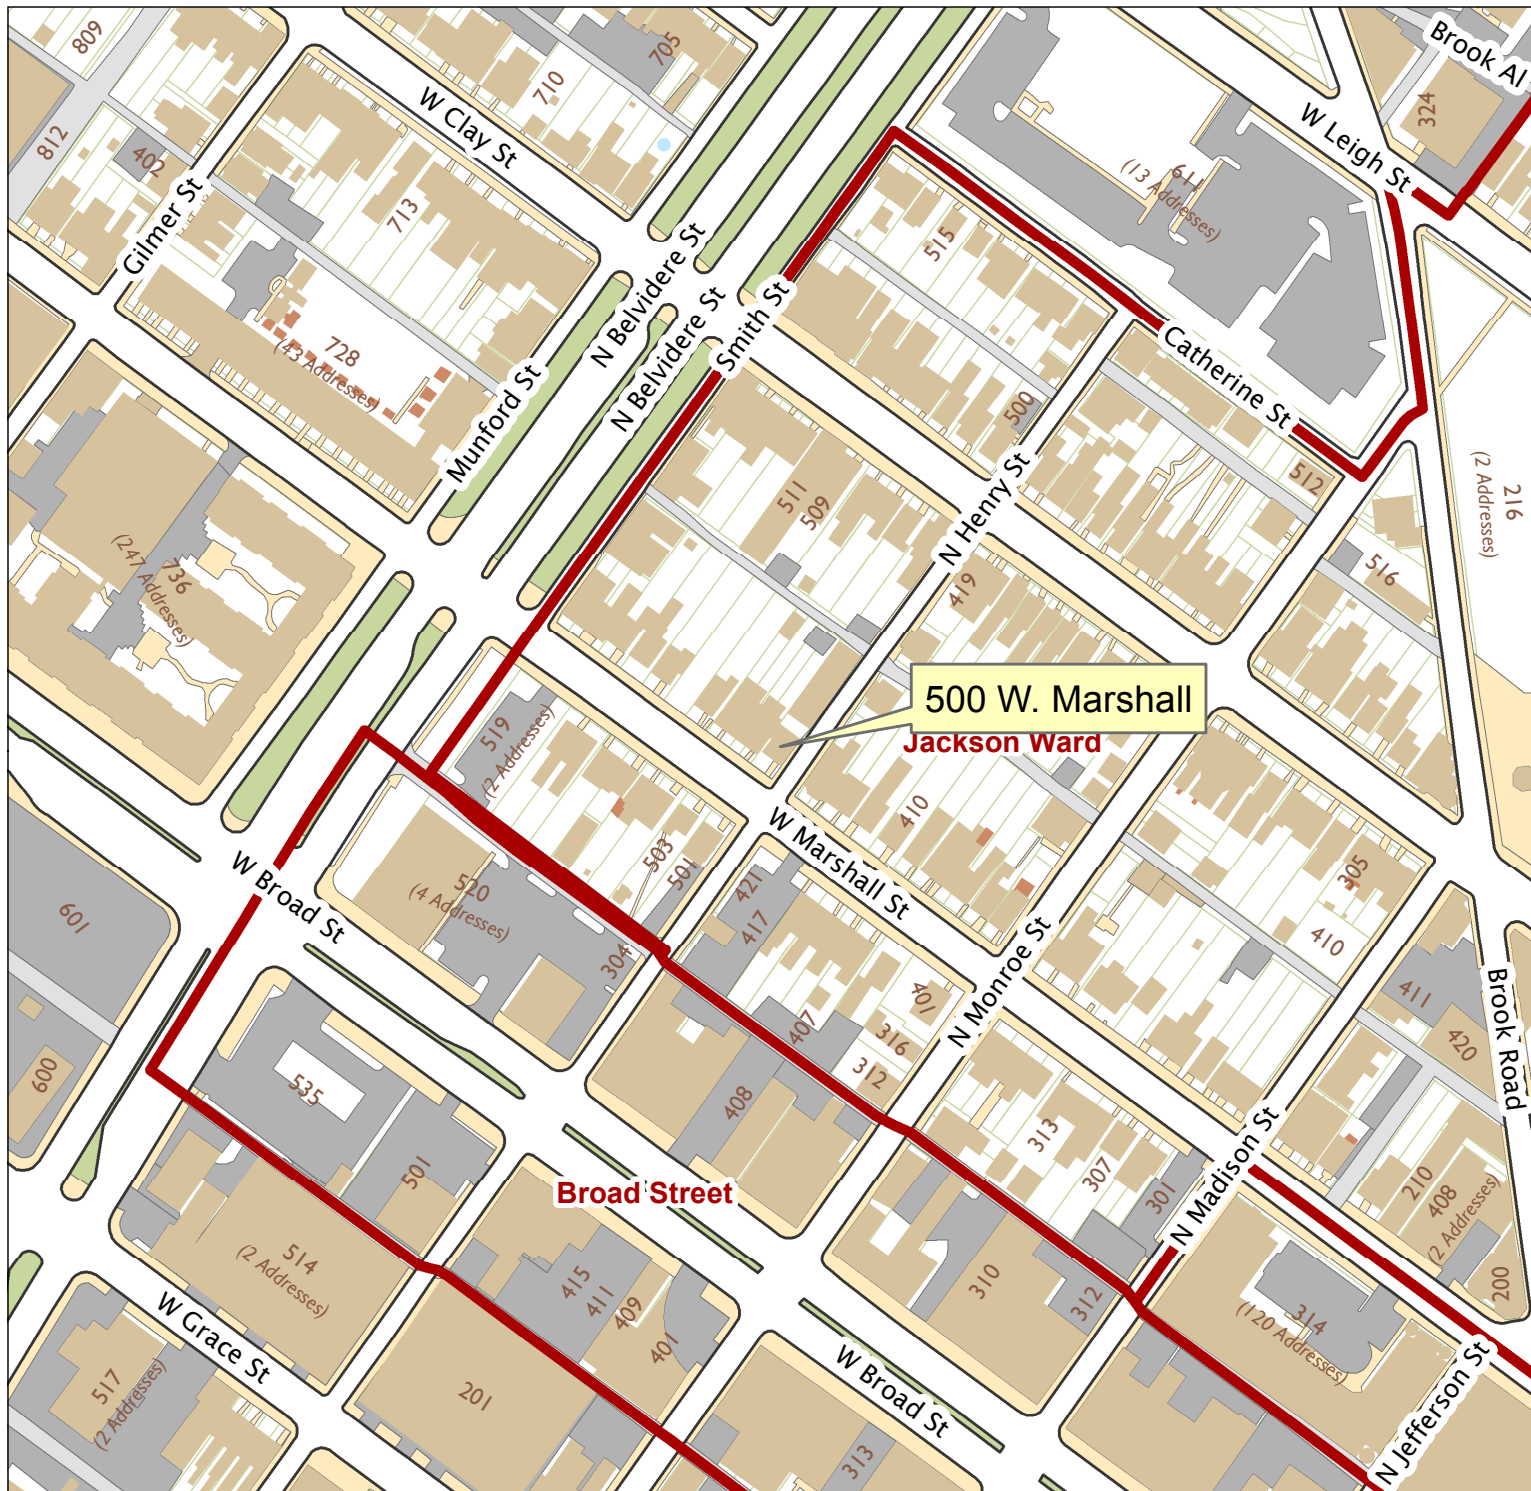 809
705
Brook Al
710
324
W Clay St
W Leigh St
812
402
611
(13 Addresses)
713
515
Gilmer St
N Belvidere St
N Belvidere St
Smith St
728
(43 Addresses)
Catherine St
500
Munford St
511
509
512
216
(2 Addresses)
N Henry St
736
(247 Addresses)
516
419
500 W. Marshall
Jackson Ward
519
(2 Addresses)
410
W Marshall St
503
501
305
W Broad St
520
(4 Addresses)
421
417
601
304
401
410
N Monroe St
411
Brook Road
407
316
420
312
600
535
408
313
307
N Madison St
501
301
210
408
(2 Addresses)
Broad Street
514
(2 Addresses)
415
411
409
401
310
312
314
(120 Addresses)
200
W Grace St
W Broad St
517
(2 Addresses)
201
313
N Jefferson St